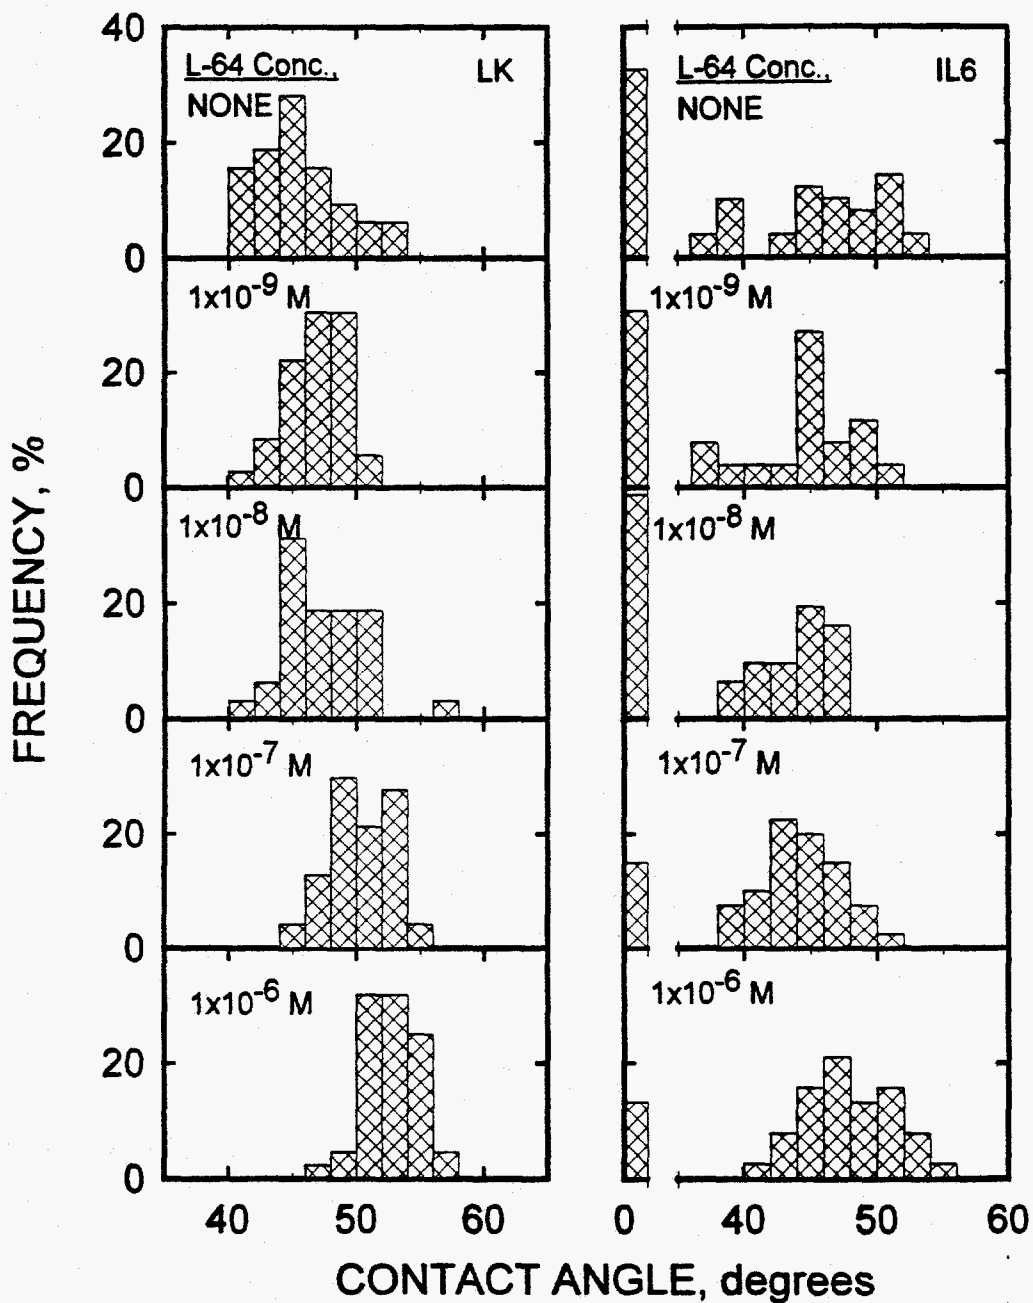 40
20
0
L-64 Conc.,
NONE
LK
L-64 Conc.,
NONE
IL6
20
0
1x10⁻⁹ M
1x10⁻⁹ M
20
0
1x10⁻⁸ M
1x10⁻⁸ M
20
0
1x10⁻⁷ M
1x10⁻⁷ M
20
0
1x10⁻⁶ M
1x10⁻⁶ M
FREQUENCY, %
40 50 60 0 40 50 60
CONTACT ANGLE, degrees